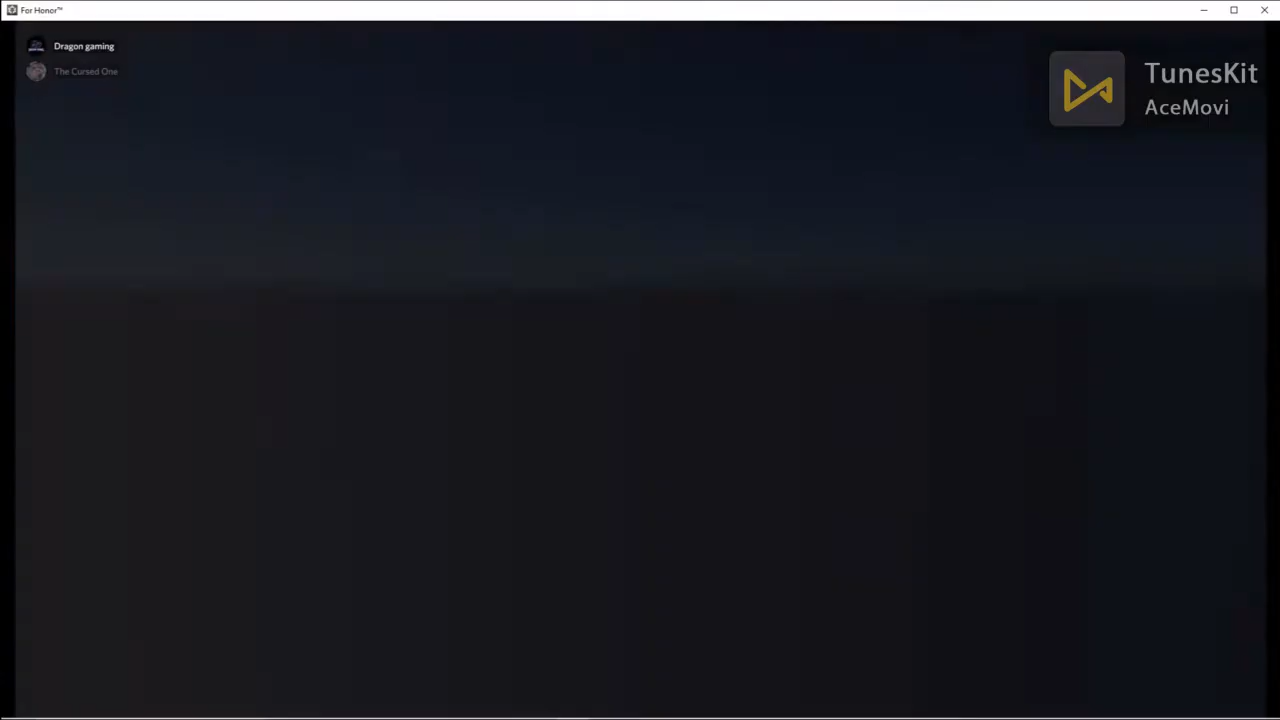 For Honor™
Dragon gaming
The Cursed One
TunesKit
AceMovi